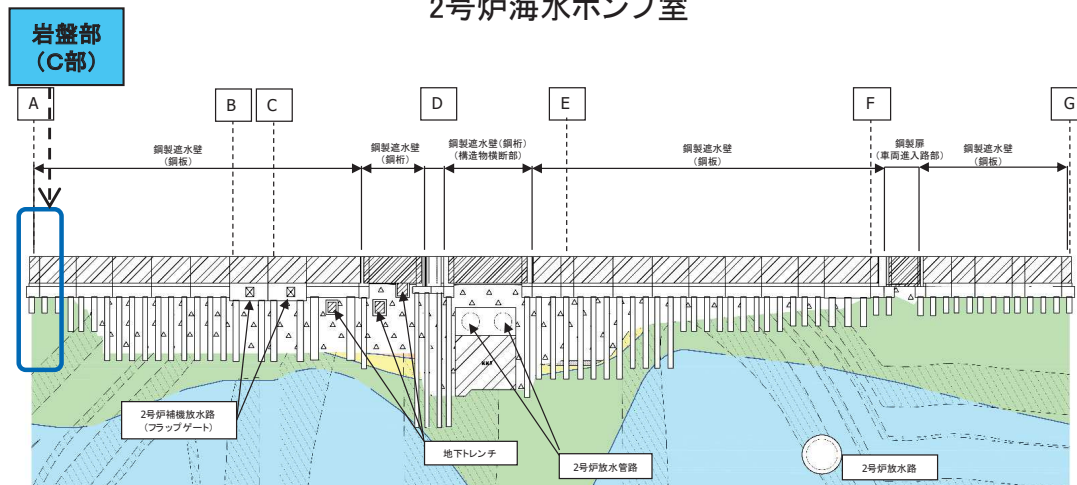 2号炉海水ポンプ室
岩盤部
(C部)
A
B
C
D
E
F
G
鋼製遮水壁
(鋼板)
鋼製遮水壁
(鋼桁)
鋼製遮水壁(鋼桁)
(構造物横断部)
鋼製遮水壁
(鋼板)
鋼製扉
(車両進入路部)
鋼製遮水壁
(鋼板)
2号炉補機放水路
(フラップゲート)
地下トレンチ
2号炉放水管路
2号炉放水路